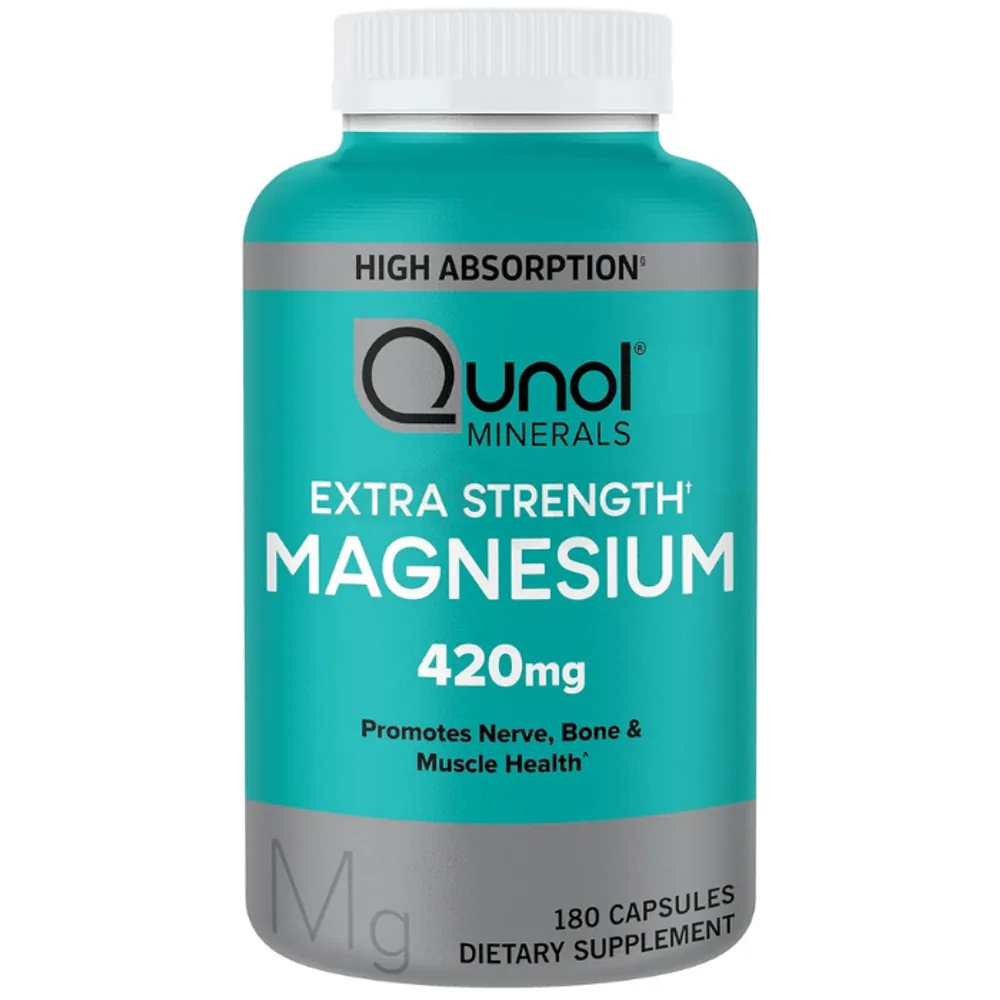 HIGH ABSORPTION§
Qunol®
MINERALS
EXTRA STRENGTH†
MAGNESIUM
420mg
Promotes Nerve, Bone &
Muscle Health^
Mg
180 CAPSULES
DIETARY SUPPLEMENT